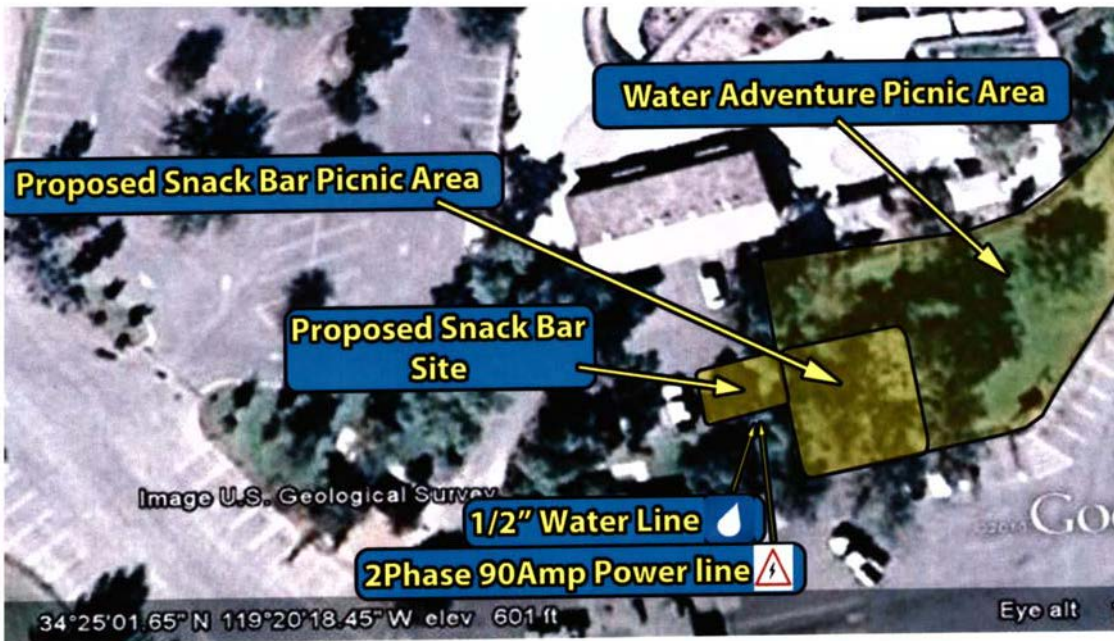 Water Adventure Picnic Area
Proposed Snack Bar Picnic Area
Proposed Snack Bar
Site
Image U.S. Geological Survey
1/2" Water Line
2Phase 90Amp Power line
34°25'01.65" N 119°20'18.45" W elev 601 ft
Eye alt